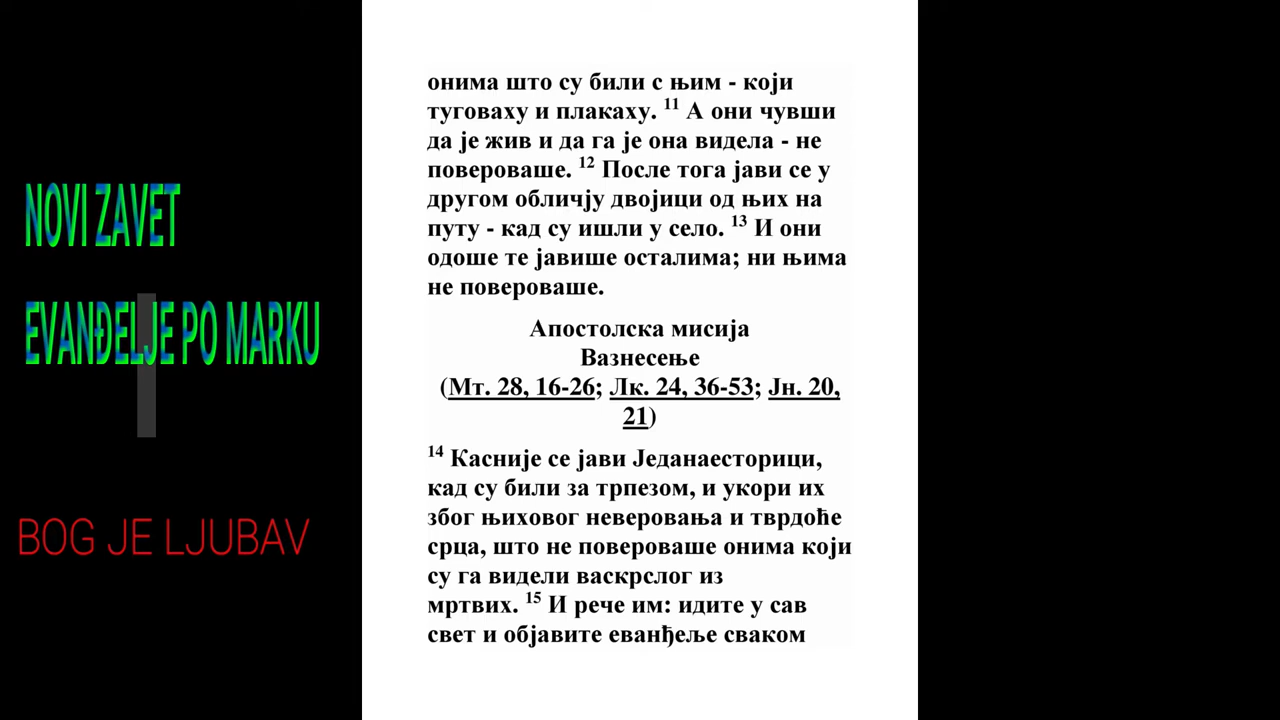 NOVI ZAVET
EVANĐELJE PO MARKU
BOG JE LJUBAV
онима што су били с њим - који
туговаху и плакаху. 11 А они чувши
да је жив и да га је она видела - не
повероваше. 12 После тога јави се у
другом обличју двојици од њих на
путу - кад су ишли у село. 13 И они
одоше те јавише осталима; ни њима
не повероваше.
Апостолска мисија
Вазнесење
(Мт. 28, 16-26; Лк. 24, 36-53; Јн. 20,
21)
14 Касније се јави Једанаесторици,
кад су били за трпезом, и укори их
због њиховог неверовања и тврдоће
срца, што не повероваше онима који
су га видели васкрслог из
мртвих. 15 И рече им: идите у сав
свет и објавите еванђеље сваком